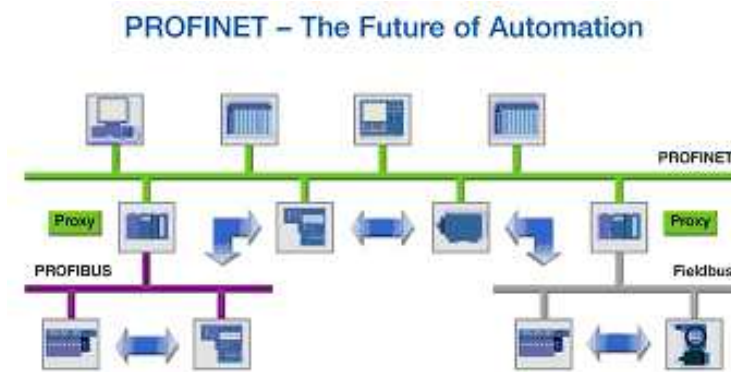 PROFINET – The Future of Automation
PROFINET
Proxy
Proxy
PROFIBUS
Fieldbus